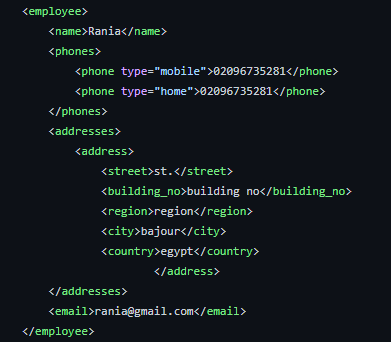 <employee>
<name>Rania</name>
<phones>
<phone type="mobile">02096735281</phone>
<phone type="home">02096735281</phone>
</phones>
<addresses>
<address>
<street>st.</street>
<building_no>building no</building_no>
<region>region</region>
<city>bajour</city>
<country>egypt</country>
</address>
</addresses>
<email>rania@gmail.com</email>
</employee>